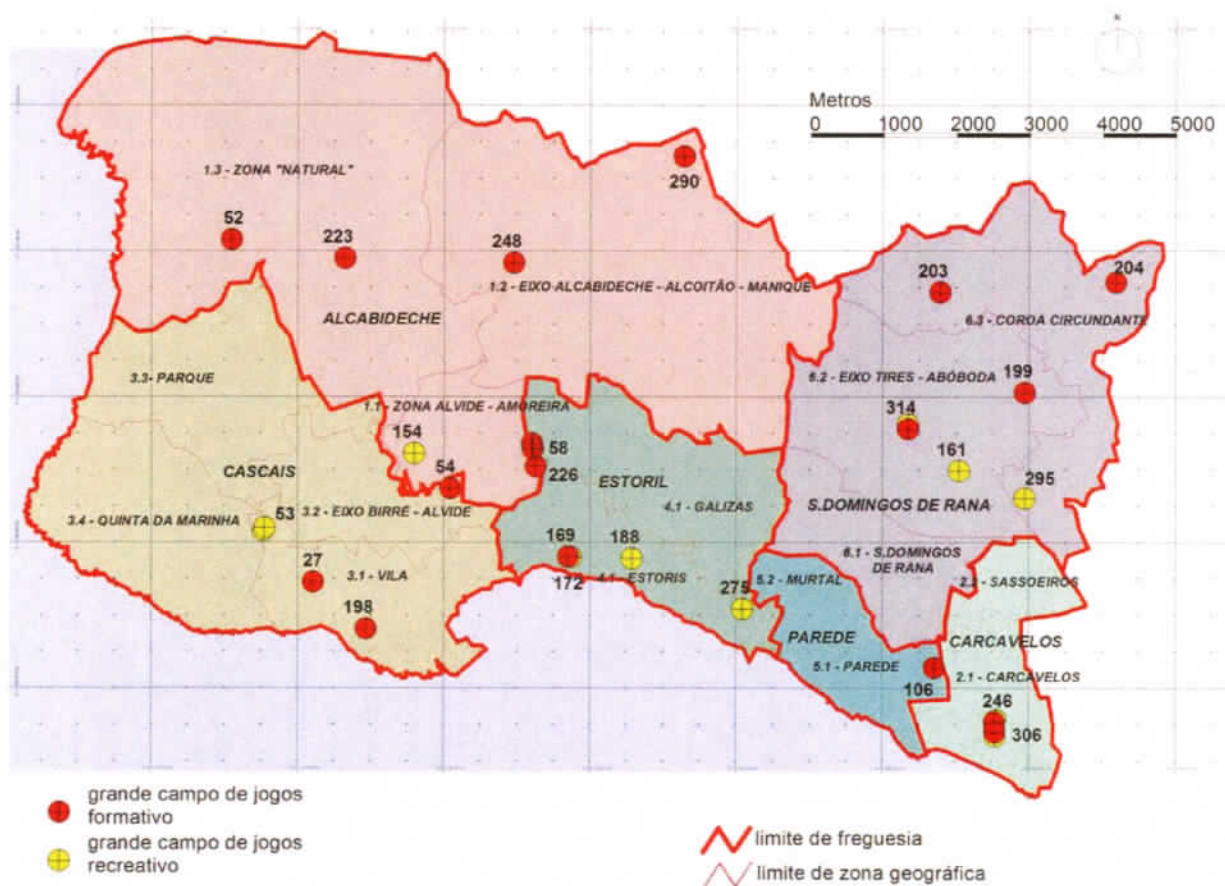 N
Metros
0 1000 2000 3000 4000 5000
1.3 - ZONA "NATURAL"
290
52
223
248
203
204
1.2 - EIXO ALCABIDECHE - ALCOITÃO - MANIQUE
ALCABIDECHE
6.3 - COROA CIRCUNDANTE
3.3- PARQUE
6.2 - EIXO TIRES - ABÓBODA
199
1.1 - ZONA ALVIDE - AMOREIRA
314
154
58
161
CASCAIS
54
226
ESTORIL
295
4.1 - GALIZAS
S.DOMINGOS DE RANA
3.4 - QUINTA DA MARINHA
53
3.2 - EIXO BIRRE - ALVIDE
169
188
6.1 - S.DOMINGOS
DE RANA
27
3.1 - VILA
172
4.1 - ESTORIS
275
5.2 - MURTAL
2.2 - SASSOEIROS
198
PAREDE
CARCAVELOS
5.1 - PAREDE
2.1 - CARCAVELOS
106
246
306
grande campo de jogos
formativo
grande campo de jogos
recreativo
limite de freguesia
limite de zona geográfica